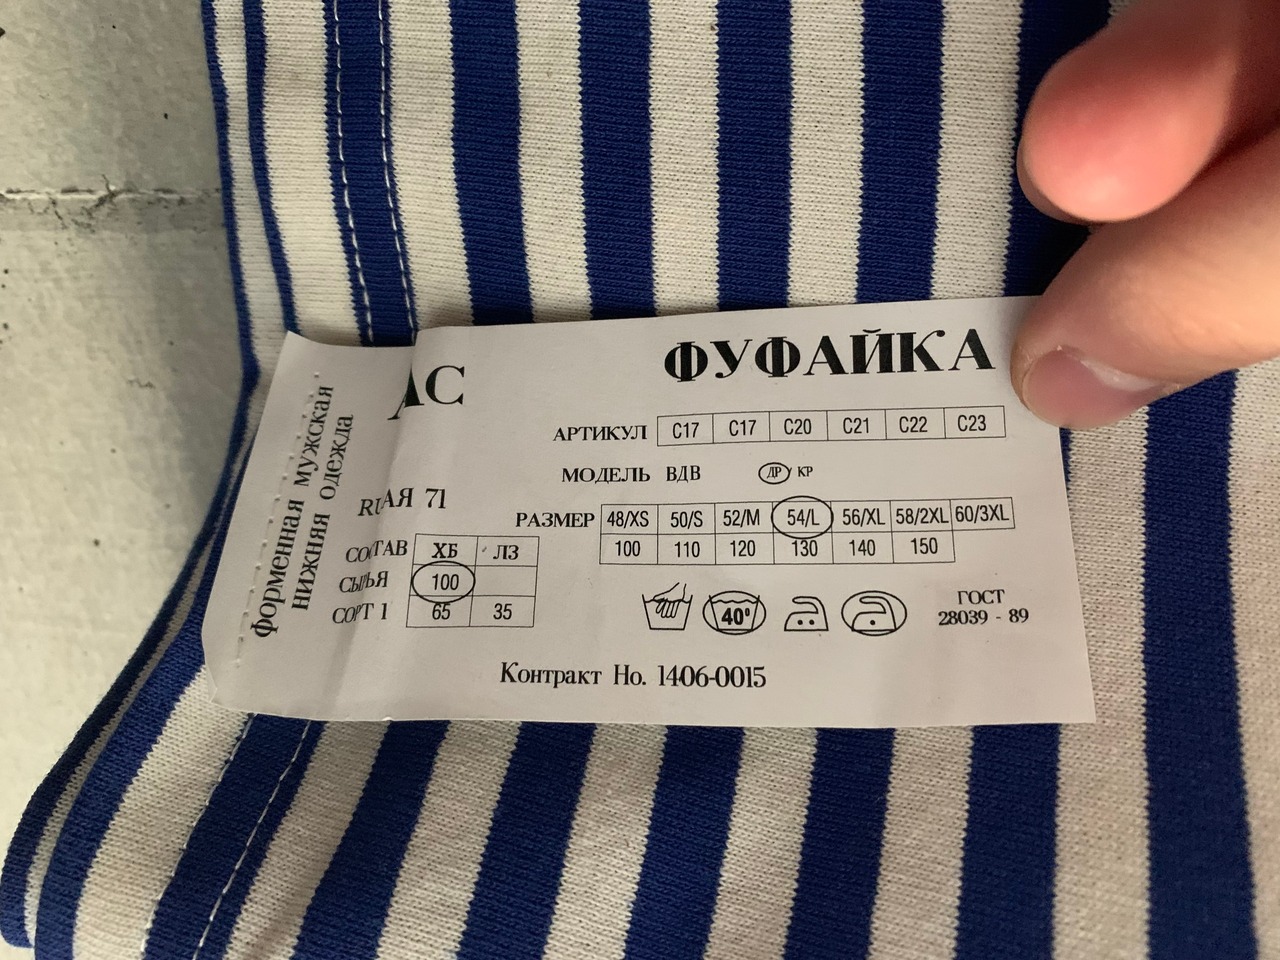 Форменная мужская
нижняя одежда
АС
ФУФАЙКА
АРТИКУЛ С17 С17 С20 С21 С22 С23
МОДЕЛЬ ВДВ ДР КР
АЯ 71
РАЗМЕР 48/XS 50/S 52/M 54/L 56/XL 58/2XL 60/3XL
100 110 120 130 140 150
СОСТАВ ХБ ЛЗ
СЫРЬЯ 100
СОРТ 1 65 35
40°
ГОСТ
28039 - 89
Контракт Но. 1406-0015